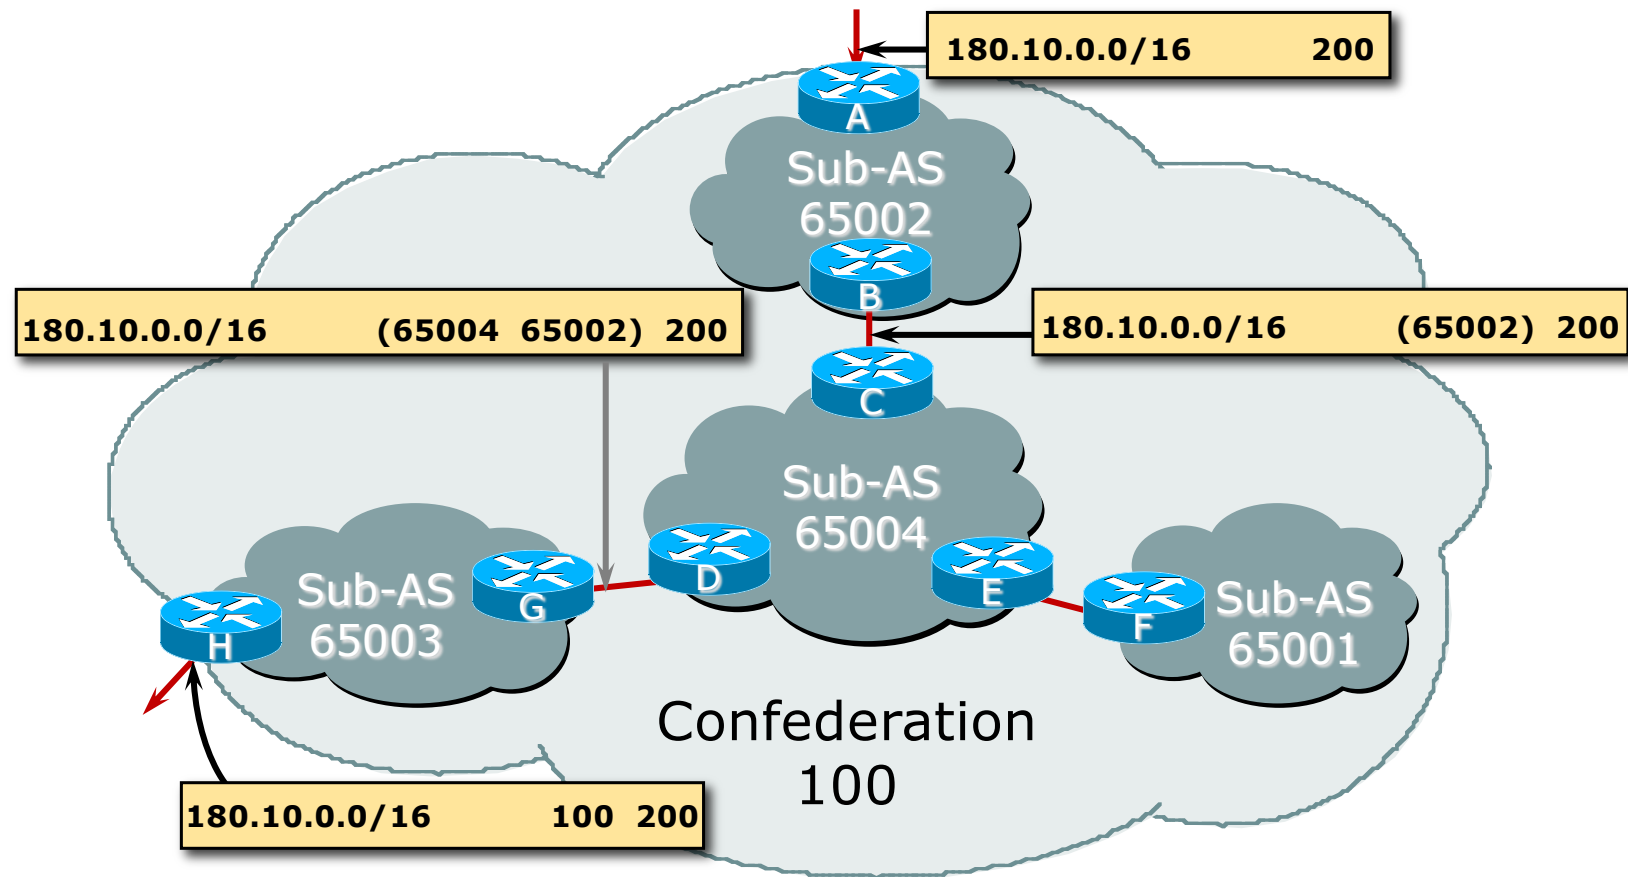 180.10.0.0/16 200
A
Sub-AS
65002
B
180.10.0.0/16 (65004 65002) 200
180.10.0.0/16 (65002) 200
C
Sub-AS
65004
D
E
Sub-AS
65003
G
H
F
Sub-AS
65001
Confederation
100
180.10.0.0/16 100 200